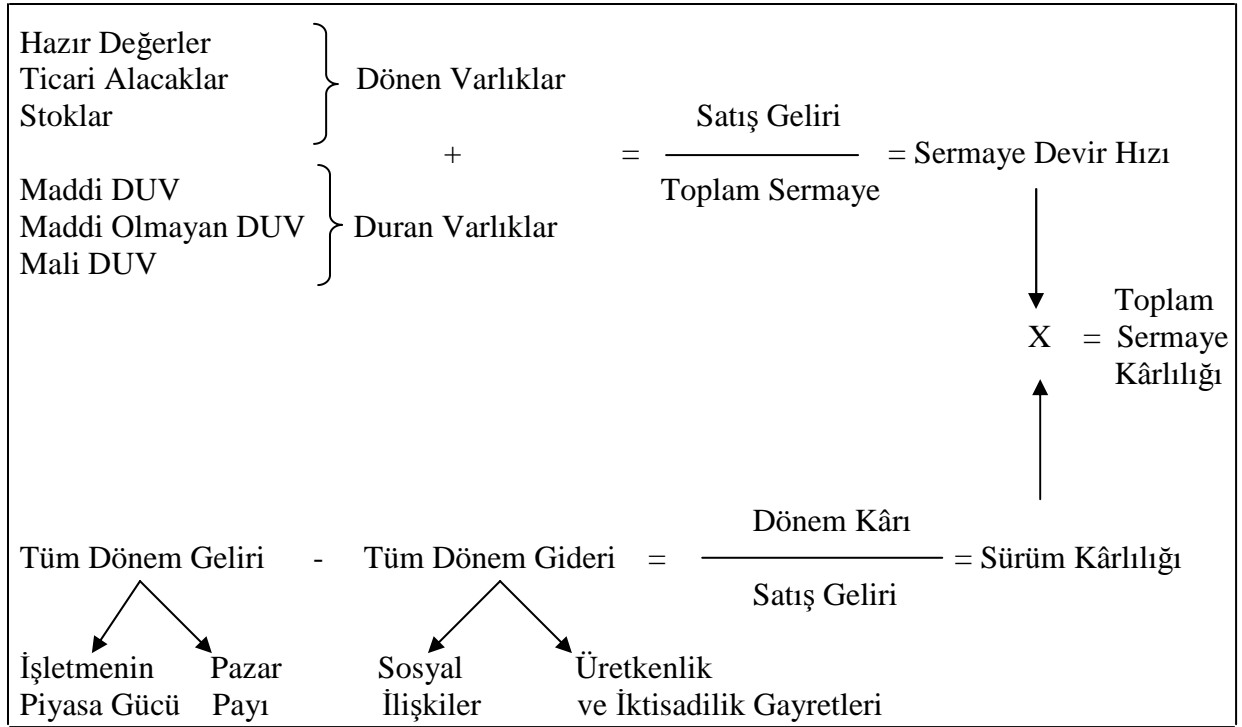 Hazır Değerler
Ticari Alacaklar
Stoklar
Dönen Varlıklar
+
Maddi DUV
Maddi Olmayan DUV
Mali DUV
Duran Varlıklar
=
Satış Geliri
Toplam Sermaye
= Sermaye Devir Hızı
X =
Toplam
Sermaye
Kârlılığı
Tüm Dönem Geliri - Tüm Dönem Gideri =
Dönem Kârı
Satış Geliri
= Sürüm Kârlılığı
İşletmenin
Piyasa Gücü
Pazar
Payı
Sosyal
İlişkiler
Üretkenlik
ve İktisadilik Gayretleri